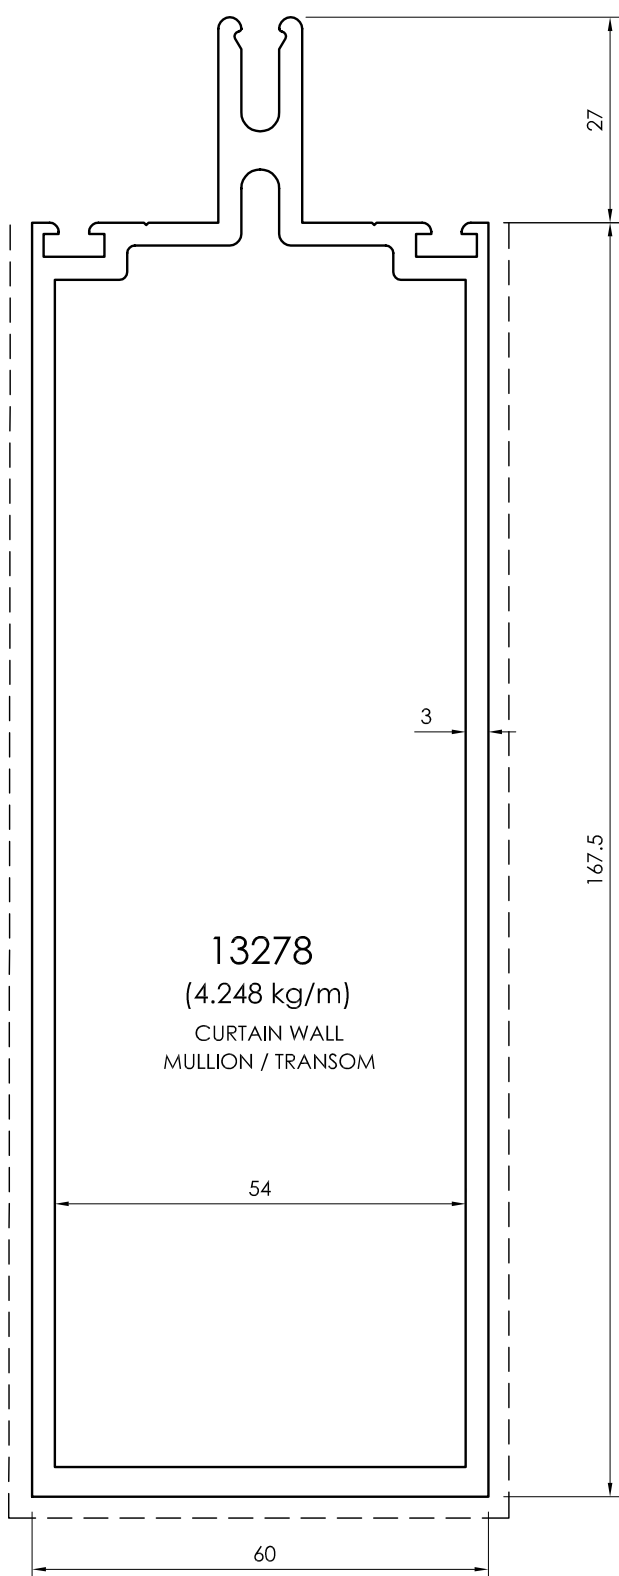 27
3
167.5
13278
(4.248 kg/m)
CURTAIN WALL
MULLION / TRANSOM
54
60